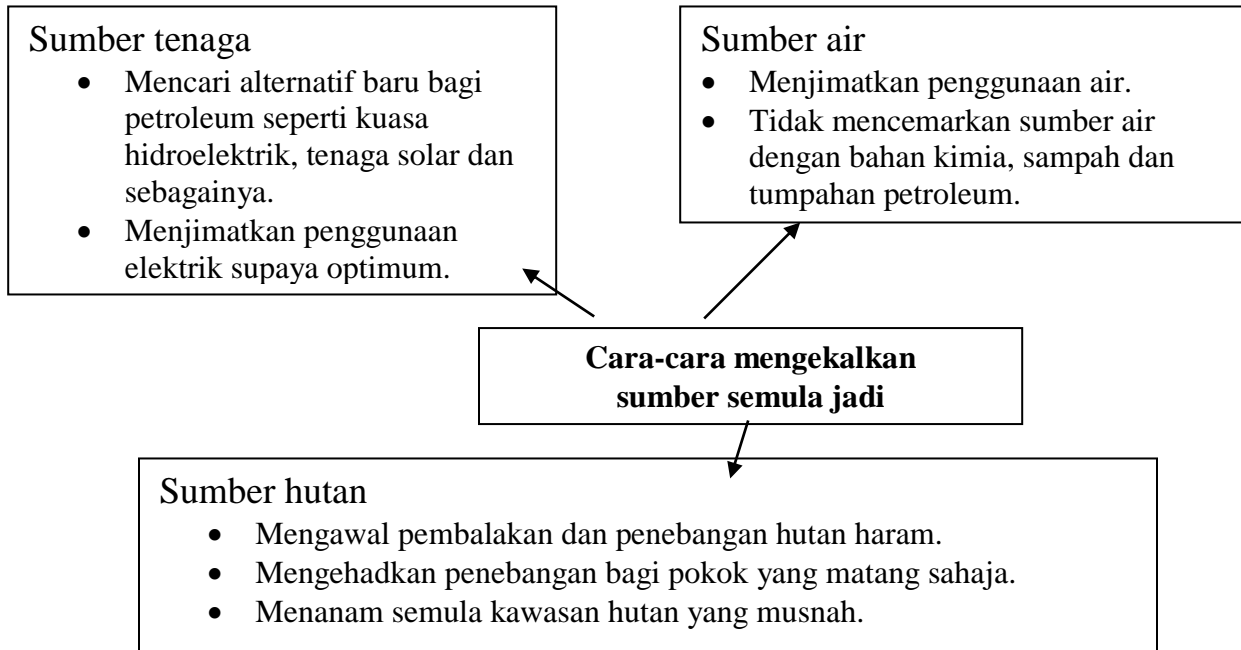 Sumber tenaga
• Mencari alternatif baru bagi
petroleum seperti kuasa
hidroelektrik, tenaga solar dan
sebagainya.
• Menjimatkan penggunaan
elektrik supaya optimum.
Sumber air
• Menjimatkan penggunaan air.
• Tidak mencemarkan sumber air
dengan bahan kimia, sampah dan
tumpahan petroleum.
Cara-cara mengekalkan
sumber semula jadi
Sumber hutan
• Mengawal pembalakan dan penebangan hutan haram.
• Mengehadkan penebangan bagi pokok yang matang sahaja.
• Menanam semula kawasan hutan yang musnah.